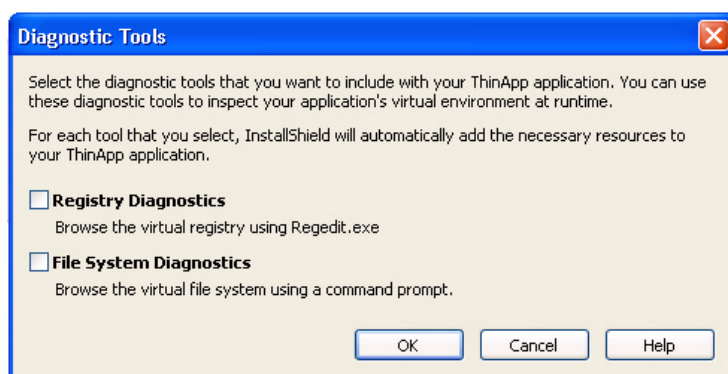 Diagnostic Tools
Select the diagnostic tools that you want to include with your ThinApp application. You can use
these diagnostic tools to inspect your application's virtual environment at runtime.
For each tool that you select, InstallShield will automatically add the necessary resources to
your ThinApp application.
Registry Diagnostics
Browse the virtual registry using Regedit.exe
File System Diagnostics
Browse the virtual file system using a command prompt.
OK Cancel Help